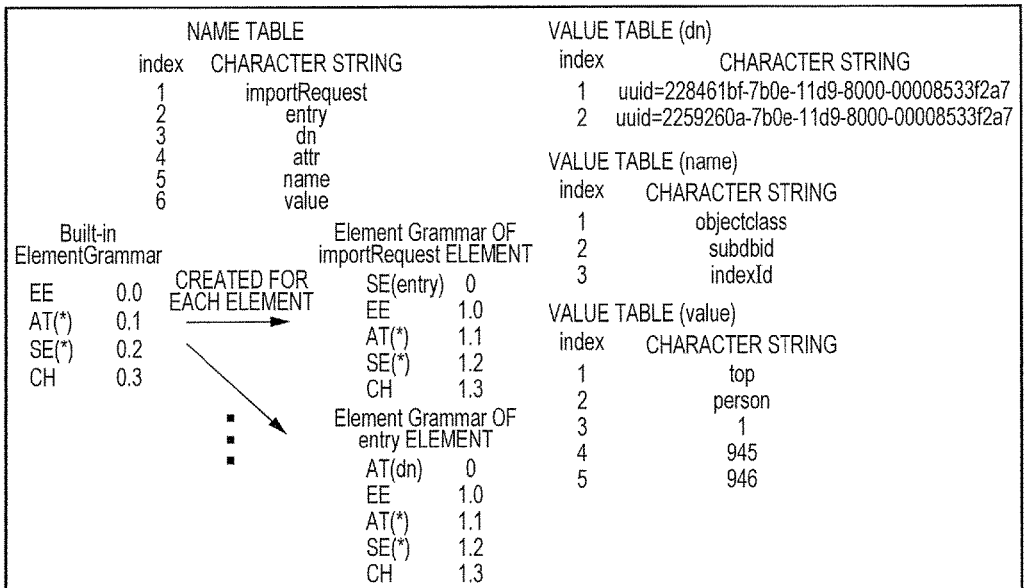 NAME TABLE
index CHARACTER STRING
1 importRequest
2 entry
3 dn
4 attr
5 name
6 value
Built-in
ElementGrammar
EE 0.0
AT(*) 0.1
SE(*) 0.2
CH 0.3
CREATED FOR
EACH ELEMENT
Element Grammar OF
importRequest ELEMENT
SE(entry) 0
EE 1.0
AT(*) 1.1
SE(*) 1.2
CH 1.3
Element Grammar OF
entry ELEMENT
AT(dn) 0
EE 1.0
AT(*) 1.1
SE(*) 1.2
CH 1.3
VALUE TABLE (dn)
index CHARACTER STRING
1 uuid=228461bf-7b0e-11d9-8000-00008533f2a7
2 uuid=2259260a-7b0e-11d9-8000-00008533f2a7
VALUE TABLE (name)
index CHARACTER STRING
1 objectclass
2 subdbid
3 indexId
VALUE TABLE (value)
index CHARACTER STRING
1 top
2 person
3 1
4 945
5 946